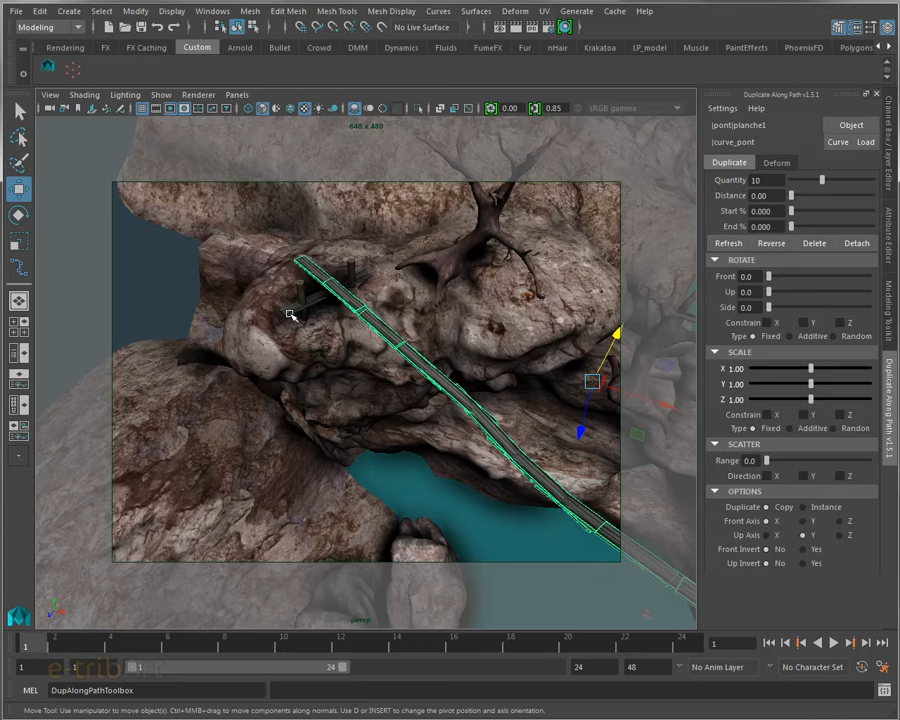 File Edit Create Select Modify Display Windows Mesh Edit Mesh Mesh Tools Mesh Display Curves Surfaces Deform UV Generate Cache Help
Modeling No Live Surface
Rendering FX FX Caching Custom Arnold Bullet Crowd DMM Dynamics Fluids FumeFX Fur nHair Krakatoa LP_model Muscle PaintEffects PhoenixFD Polygons
View Shading Lighting Show Renderer Panels
0.00 0.85 sRGB gamma
640 x 480
persp
Duplicate Along Path v1.5.1
Settings Help
|pont|planche1 Object
|curve_pont Curve Load
Duplicate Deform
Quantity 10
Distance 0.00
Start % 0.000
End % 0.000
Refresh Reverse Delete Detach
ROTATE
Front 0.0
Up 0.0
Side 0.0
Constrain X Y Z
Type Fixed Additive Random
SCALE
X 1.00
Y 1.00
Z 1.00
Constrain X Y Z
Type Fixed Additive Random
SCATTER
Range 0.0
Direction X Y Z
OPTIONS
Duplicate Copy Instance
Front Axis X Y Z
Up Axis X Y Z
Front Invert No Yes
Up Invert No Yes
Channel Box / Layer Editor
Attribute Editor
Modeling Toolkit
Duplicate Along Path v1.5.1
1 2 4 6 8 10 12 14 16 18 20 22 24 1
1 1 1 24 24 48 No Anim Layer No Character Set
MEL DupAlongPathToolbox
Move Tool: Use manipulator to move object(s). Ctrl+MMB+drag to move components along normals. Use D or INSERT to change the pivot position and axis orientation.